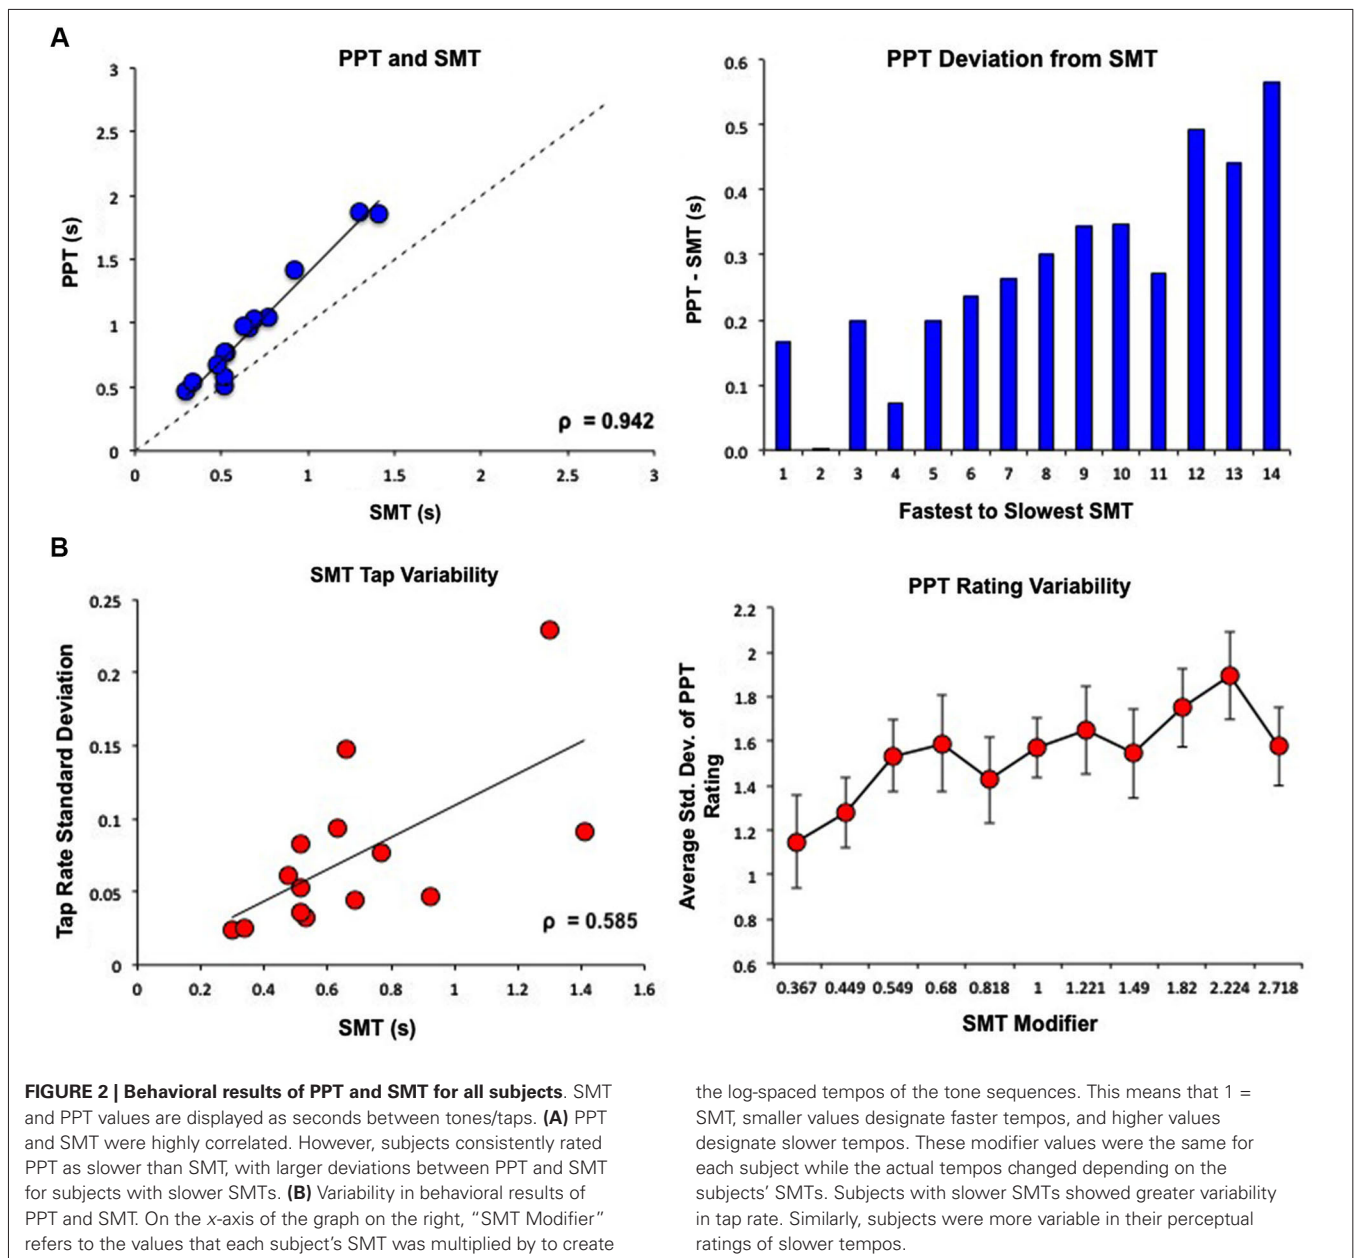 A
PPT and SMT
3
2.5
2
1.5
1
0.5
0
PPT (s)
0 0.5 1 1.5 2 2.5 3
SMT (s)
ρ = 0.942
PPT Deviation from SMT
0.6
0.5
0.4
0.3
0.2
0.1
0.0
PPT - SMT (s)
1 2 3 4 5 6 7 8 9 10 11 12 13 14
Fastest to Slowest SMT
B
SMT Tap Variability
0.25
0.2
0.15
0.1
0.05
0
Tap Rate Standard Deviation
0 0.2 0.4 0.6 0.8 1 1.2 1.4 1.6
SMT (s)
ρ = 0.585
PPT Rating Variability
2.2
2
1.8
1.6
1.4
1.2
1
0.8
0.6
Average Std. Dev. of PPT
Rating
0.367 0.449 0.549 0.68 0.818 1 1.221 1.49 1.82 2.224 2.718
SMT Modifier
FIGURE 2 | Behavioral results of PPT and SMT for all subjects. SMT
and PPT values are displayed as seconds between tones/taps. (A) PPT
and SMT were highly correlated. However, subjects consistently rated
PPT as slower than SMT, with larger deviations between PPT and SMT
for subjects with slower SMTs. (B) Variability in behavioral results of
PPT and SMT. On the x-axis of the graph on the right, “SMT Modifier”
refers to the values that each subject’s SMT was multiplied by to create
the log-spaced tempos of the tone sequences. This means that 1 =
SMT, smaller values designate faster tempos, and higher values
designate slower tempos. These modifier values were the same for
each subject while the actual tempos changed depending on the
subjects’ SMTs. Subjects with slower SMTs showed greater variability
in tap rate. Similarly, subjects were more variable in their perceptual
ratings of slower tempos.